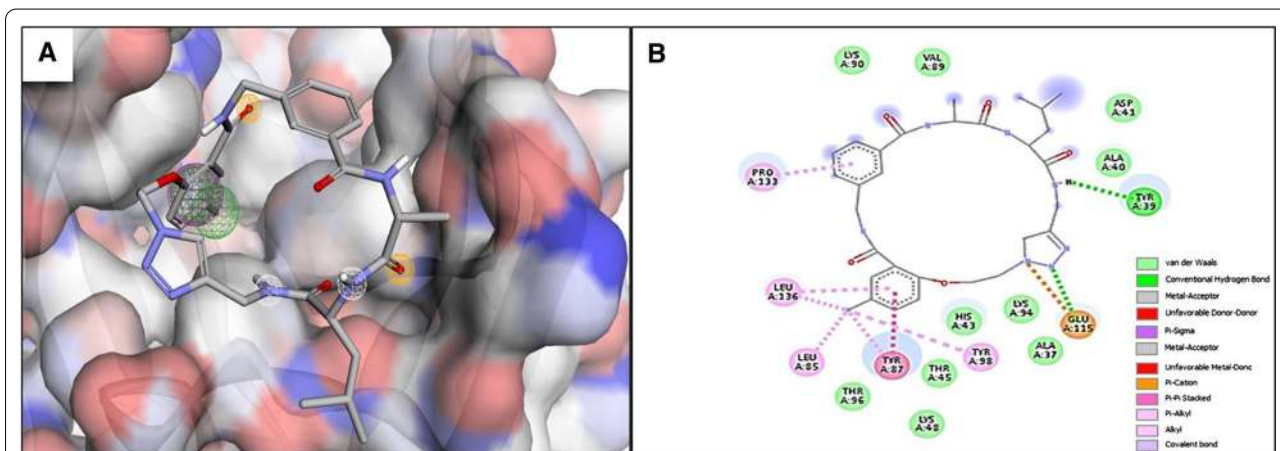 A
B
LYS
A:90
VAL
A:89
ASP
A:41
ALA
A:40
PRO
A:133
TYR
A:39
H
LEU
A:136
HIS
A:43
LYS
A:94
GLU
A:115
ALA
A:37
LEU
A:85
TYR
A:87
THR
A:45
TYR
A:98
THR
A:96
LYS
A:48
van der Waals
Conventional Hydrogen Bond
Metal-Acceptor
Unfavorable Donor-Donor
Pi-Sigma
Metal-Acceptor
Unfavorable Metal-Donc
Pi-Cation
Pi-Pi Stacked
Pi-Alkyl
Alkyl
Covalent bond